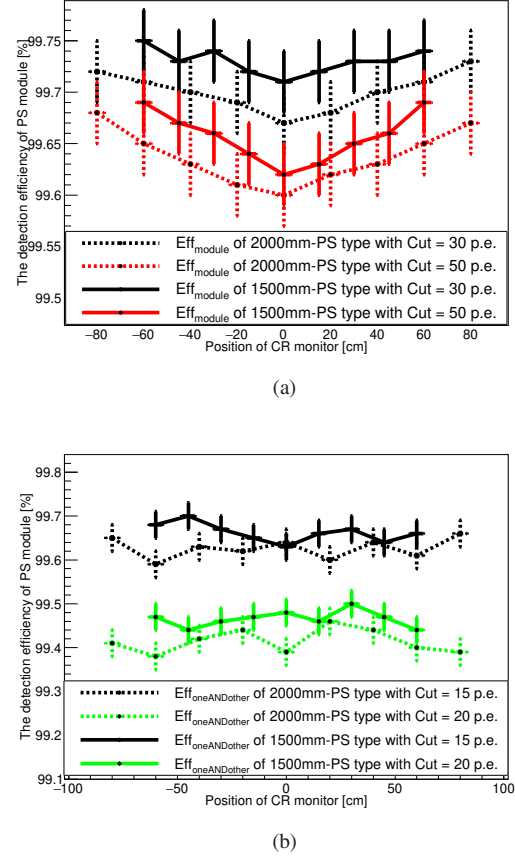 The detection efficiency of PS module [%]
99.75
99.7
99.65
99.6
99.55
99.5
Eff_module of 2000mm-PS type with Cut = 30 p.e.
Eff_module of 2000mm-PS type with Cut = 50 p.e.
Eff_module of 1500mm-PS type with Cut = 30 p.e.
Eff_module of 1500mm-PS type with Cut = 50 p.e.
−80 −60 −40 −20 0 20 40 60 80
Position of CR monitor [cm]
(a)
The detection efficiency of PS module [%]
99.8
99.7
99.6
99.5
99.4
99.3
99.2
99.1
Eff_oneANDother of 2000mm-PS type with Cut = 15 p.e.
Eff_oneANDother of 2000mm-PS type with Cut = 20 p.e.
Eff_oneANDother of 1500mm-PS type with Cut = 15 p.e.
Eff_oneANDother of 1500mm-PS type with Cut = 20 p.e.
−100 −50 0 50 100
Position of CR monitor [cm]
(b)